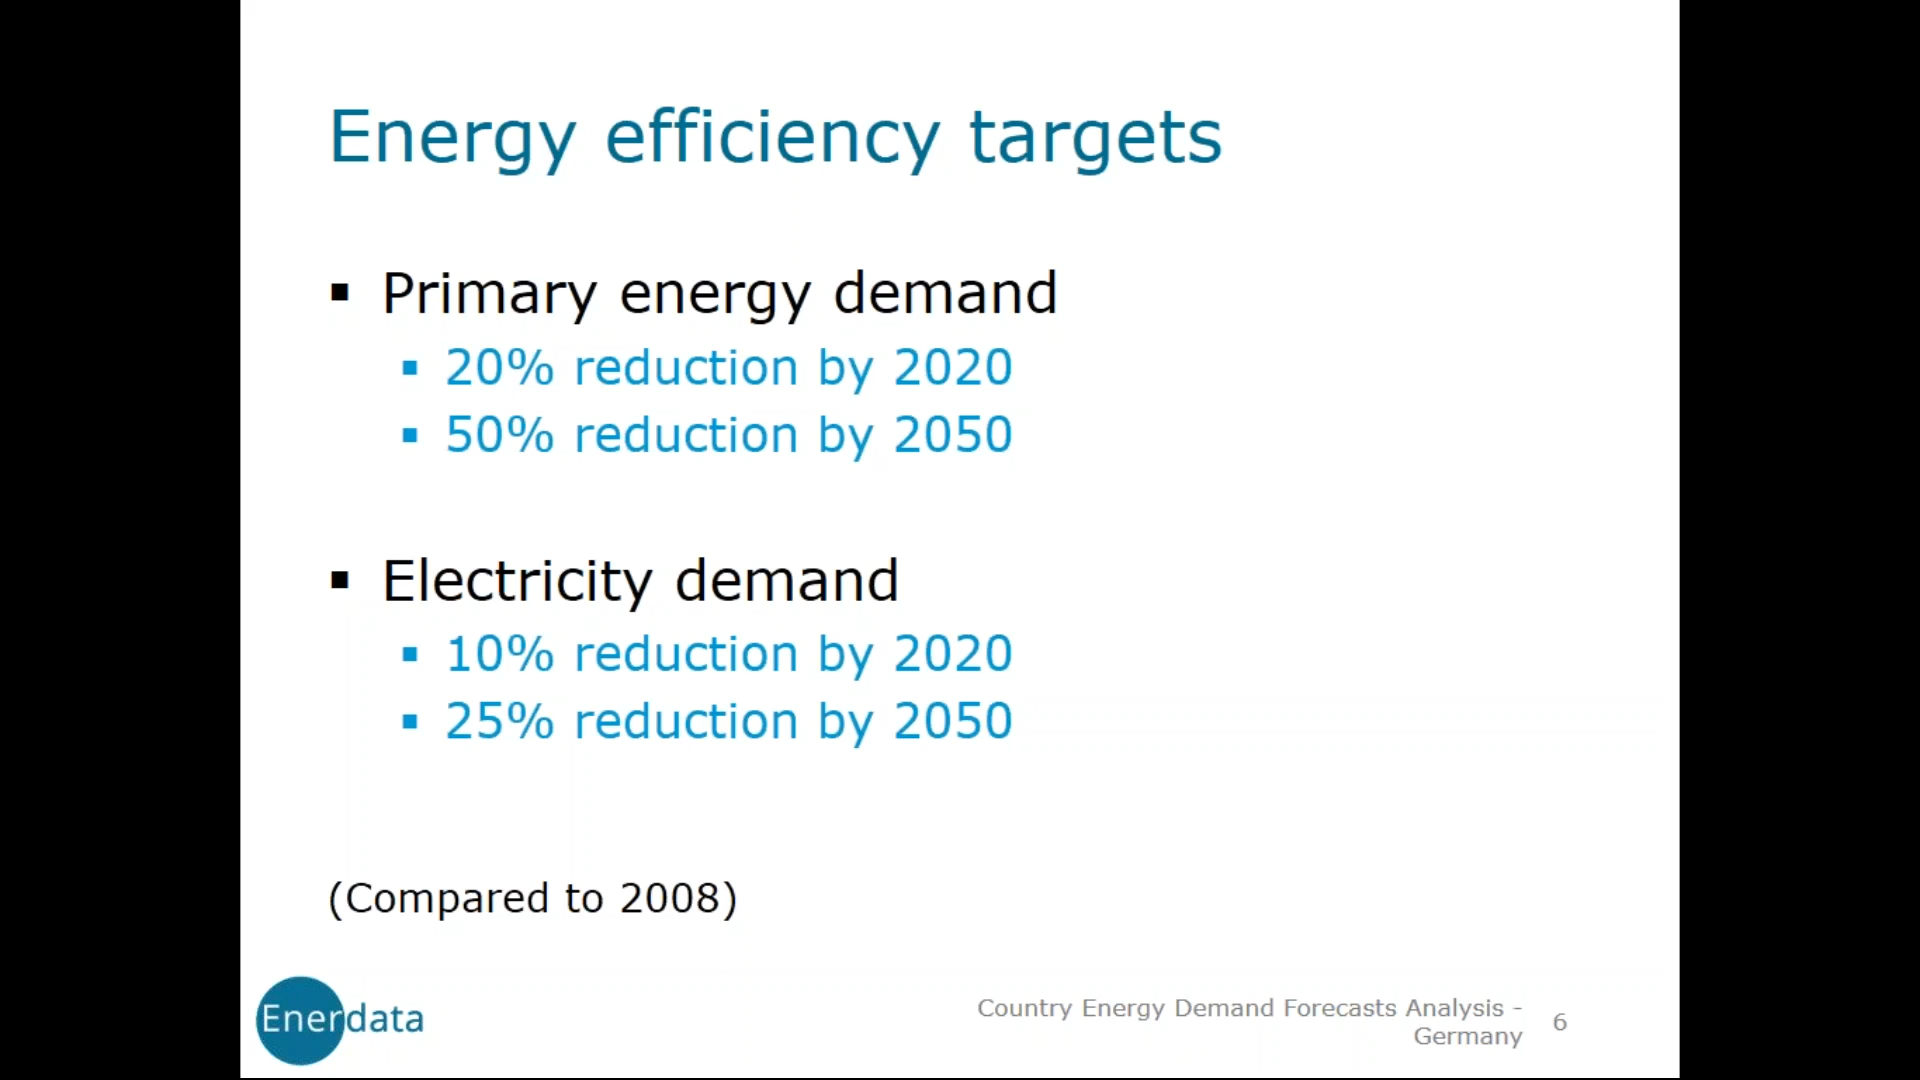 Energy efficiency targets
▪ Primary energy demand
▪ 20% reduction by 2020
▪ 50% reduction by 2050
▪ Electricity demand
▪ 10% reduction by 2020
▪ 25% reduction by 2050
(Compared to 2008)
Enerdata
Country Energy Demand Forecasts Analysis -
Germany
6